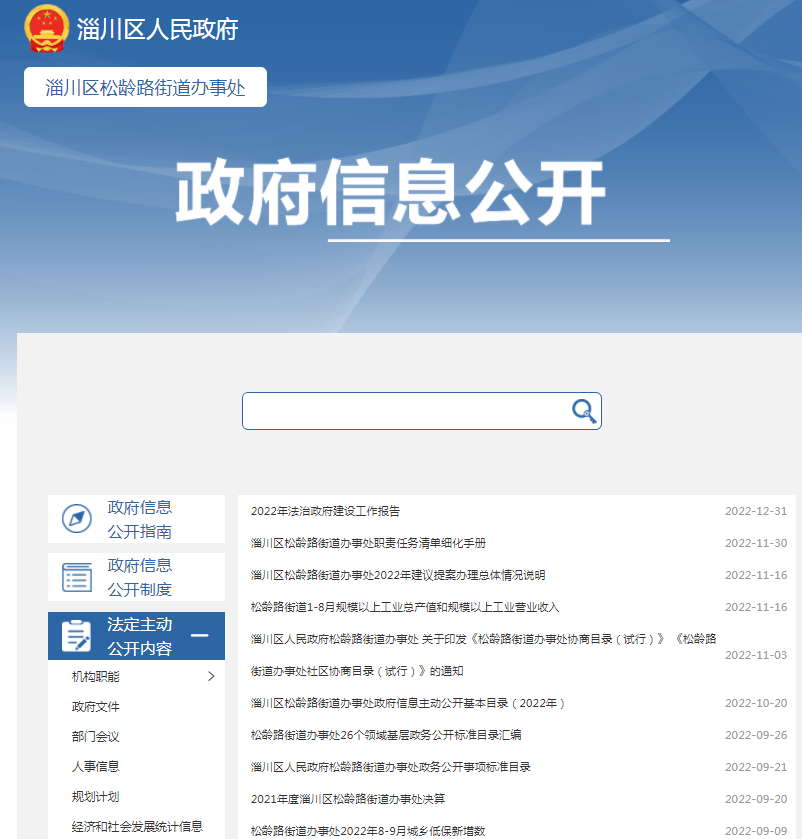 淄川区人民政府
淄川区松龄路街道办事处
政府信息公开
政府信息
公开指南
政府信息
公开制度
法定主动
公开内容
机构职能
政府文件
部门会议
人事信息
规划计划
经济和社会发展统计信息
2022年法治政府建设工作报告 2022-12-31
淄川区松龄路街道办事处职责任务清单细化手册 2022-11-30
淄川区松龄路街道办事处2022年建议提案办理总体情况说明 2022-11-16
松龄路街道1-8月规模以上工业总产值和规模以上工业营业收入 2022-11-16
淄川区人民政府松龄路街道办事处 关于印发《松龄路街道办事处协商目录（试行）》《松龄路
街道办事处社区协商目录（试行）》的通知 2022-11-03
淄川区松龄路街道办事处政府信息主动公开基本目录（2022年） 2022-10-20
松龄路街道办事处26个领域基层政务公开标准目录汇编 2022-09-26
淄川区人民政府松龄路街道办事处政务公开事项标准目录 2022-09-21
2021年度淄川区松龄路街道办事处决算 2022-09-20
松龄路街道办事处2022年8-9月城乡低保新增数 2022-09-09